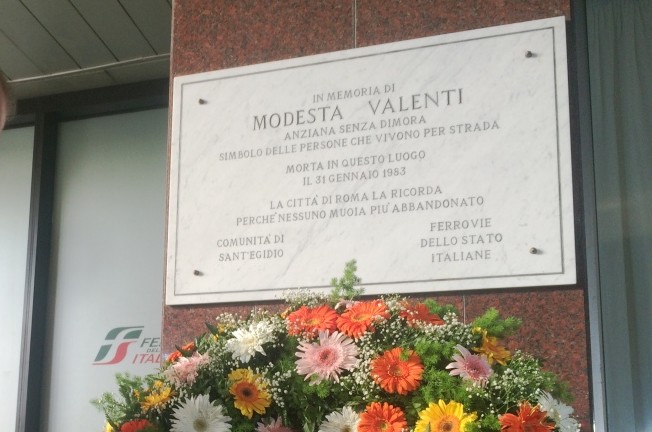 IN MEMORIA DI
MODESTA VALENTI
ANZIANA SENZA DIMORA
SIMBOLO DELLE PERSONE CHE VIVONO PER STRADA
MORTA IN QUESTO LUOGO
IL 31 GENNAIO 1983
LA CITTÀ DI ROMA LA RICORDA
PERCHE' NESSUNO MUOIA PIÙ ABBANDONATO
COMUNITÀ DI
SANT'EGIDIO
FERROVIE
DELLO STATO
ITALIANE
FS